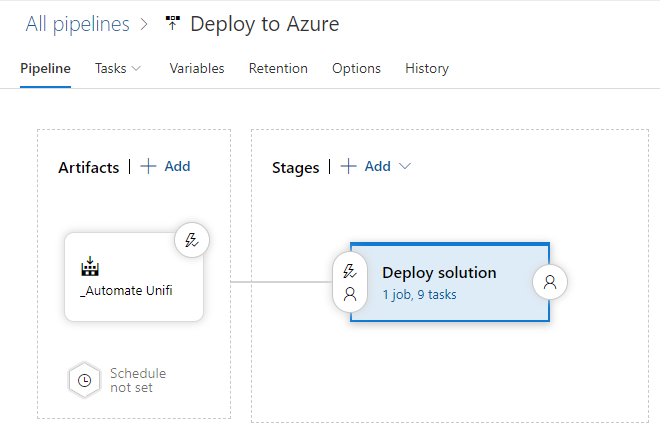 All pipelines > Deploy to Azure
Pipeline Tasks Variables Retention Options History
Artifacts | + Add
Stages | + Add
_Automate Unifi
Deploy solution
1 job, 9 tasks
Schedule
not set